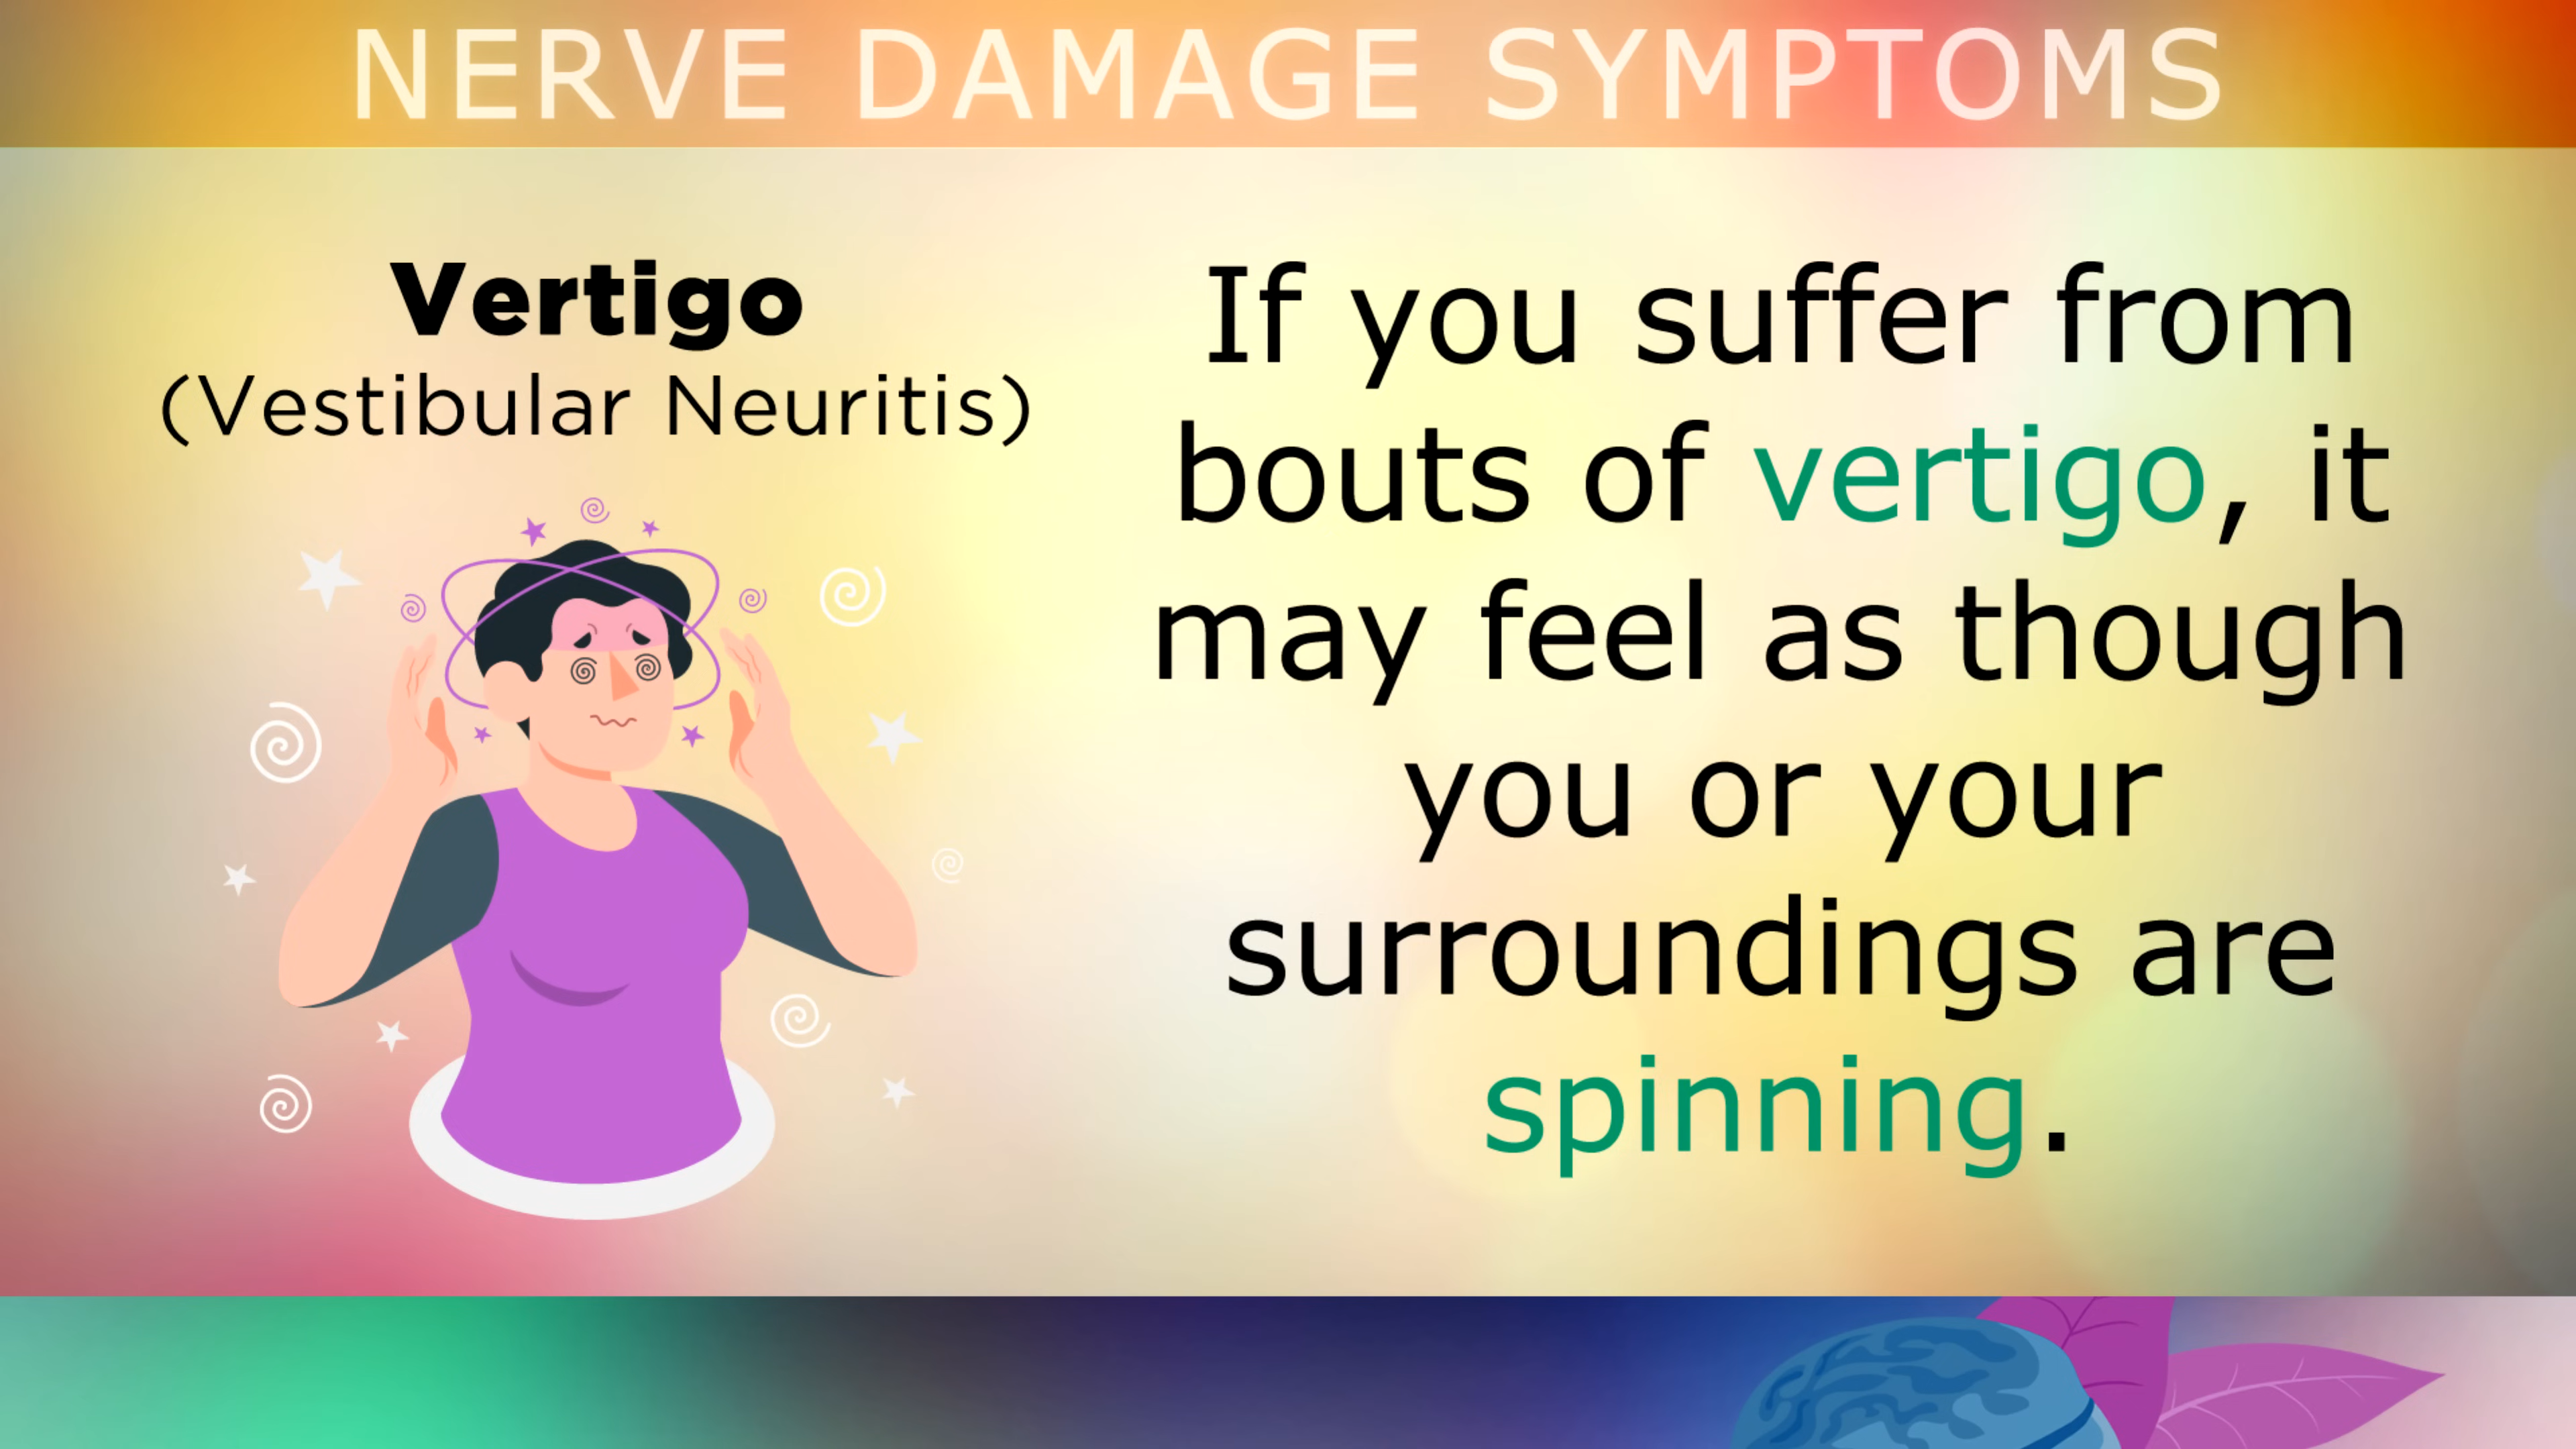 NERVE DAMAGE SYMPTOMS
Vertigo
(Vestibular Neuritis)
If you suffer from
bouts of vertigo, it
may feel as though
you or your
surroundings are
spinning.